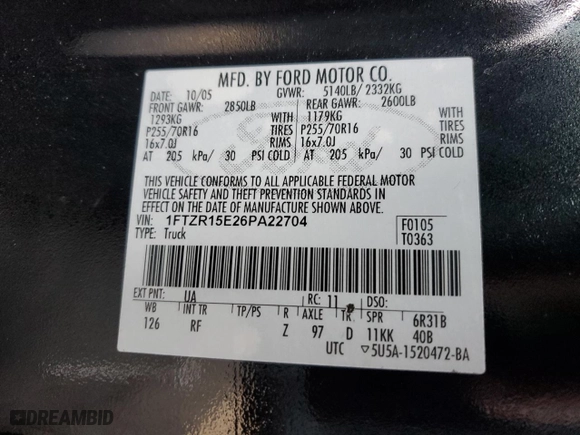 MFD. BY FORD MOTOR CO.
DATE: 10/05 GVWR: 5140LB/ 2332KG
FRONT GAWR: 2850LB REAR GAWR: 2600LB
1293KG 1179KG
P255/70R16 TIRES P255/70R16 TIRES
16x7.0J RIMS 16x7.0J RIMS
AT 205 kPa/ 30 PSI COLD AT 205 kPa/ 30 PSI COLD
THIS VEHICLE CONFORMS TO ALL APPLICABLE FEDERAL MOTOR
VEHICLE SAFETY AND THEFT PREVENTION STANDARDS IN
EFFECT ON THE DATE OF MANUFACTURE SHOWN ABOVE.
VIN: 1FTZR15E26PA22704 F0105
TYPE: Truck T0363
EXT PNT: UA RC: 11 DSO:
WB INT TR TP/PS R AXLE TR SPR 6R31B
126 RF Z 97 D 11KK 40B
UTC ▽5U5A-1520472-BA
Ford
DREAMBID